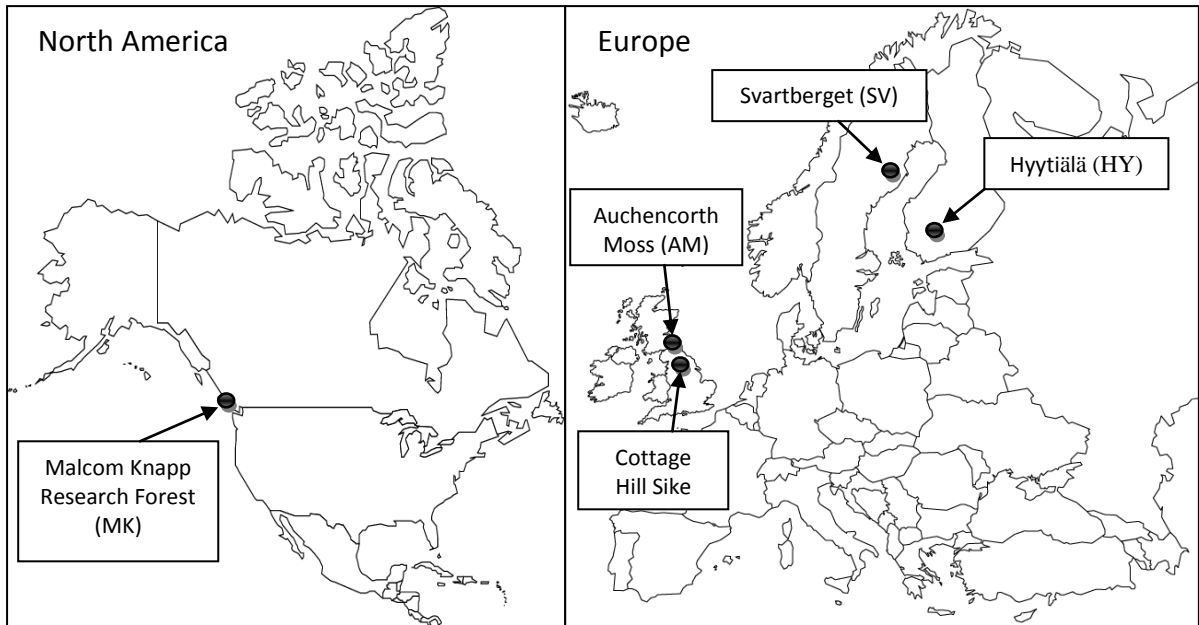 North America
Malcom Knapp
Research Forest
(MK)
Europe
Svartberget (SV)
Hyytiälä (HY)
Auchencorth
Moss (AM)
Cottage
Hill Sike